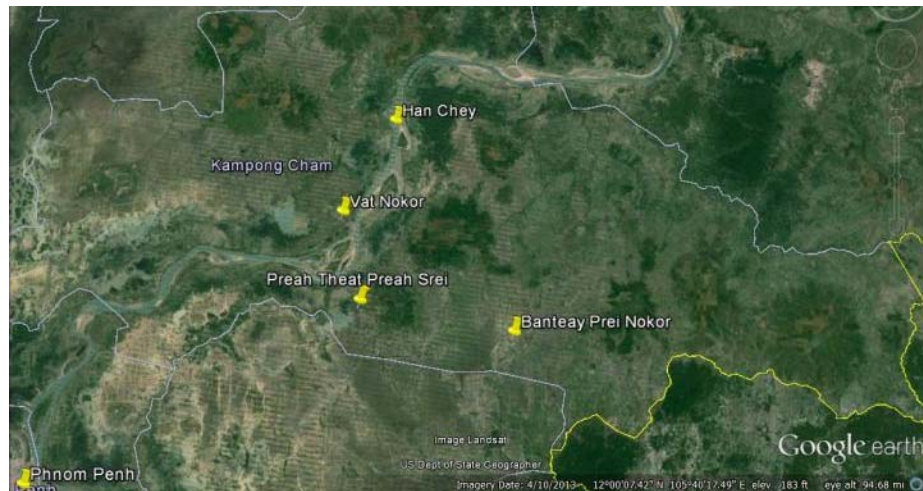 Han Chey
Kampong Cham
Vat Nokor
Preah Theat Preah Srei
Banteay Prei Nokor
Image Landsat
Google earth
US Dept of State Geographer
Phnom Penh
Imagery Date: 4/10/2013 12°00'07.42" N 105°40'17.49" E elev 183 ft eye alt 94.68 mi